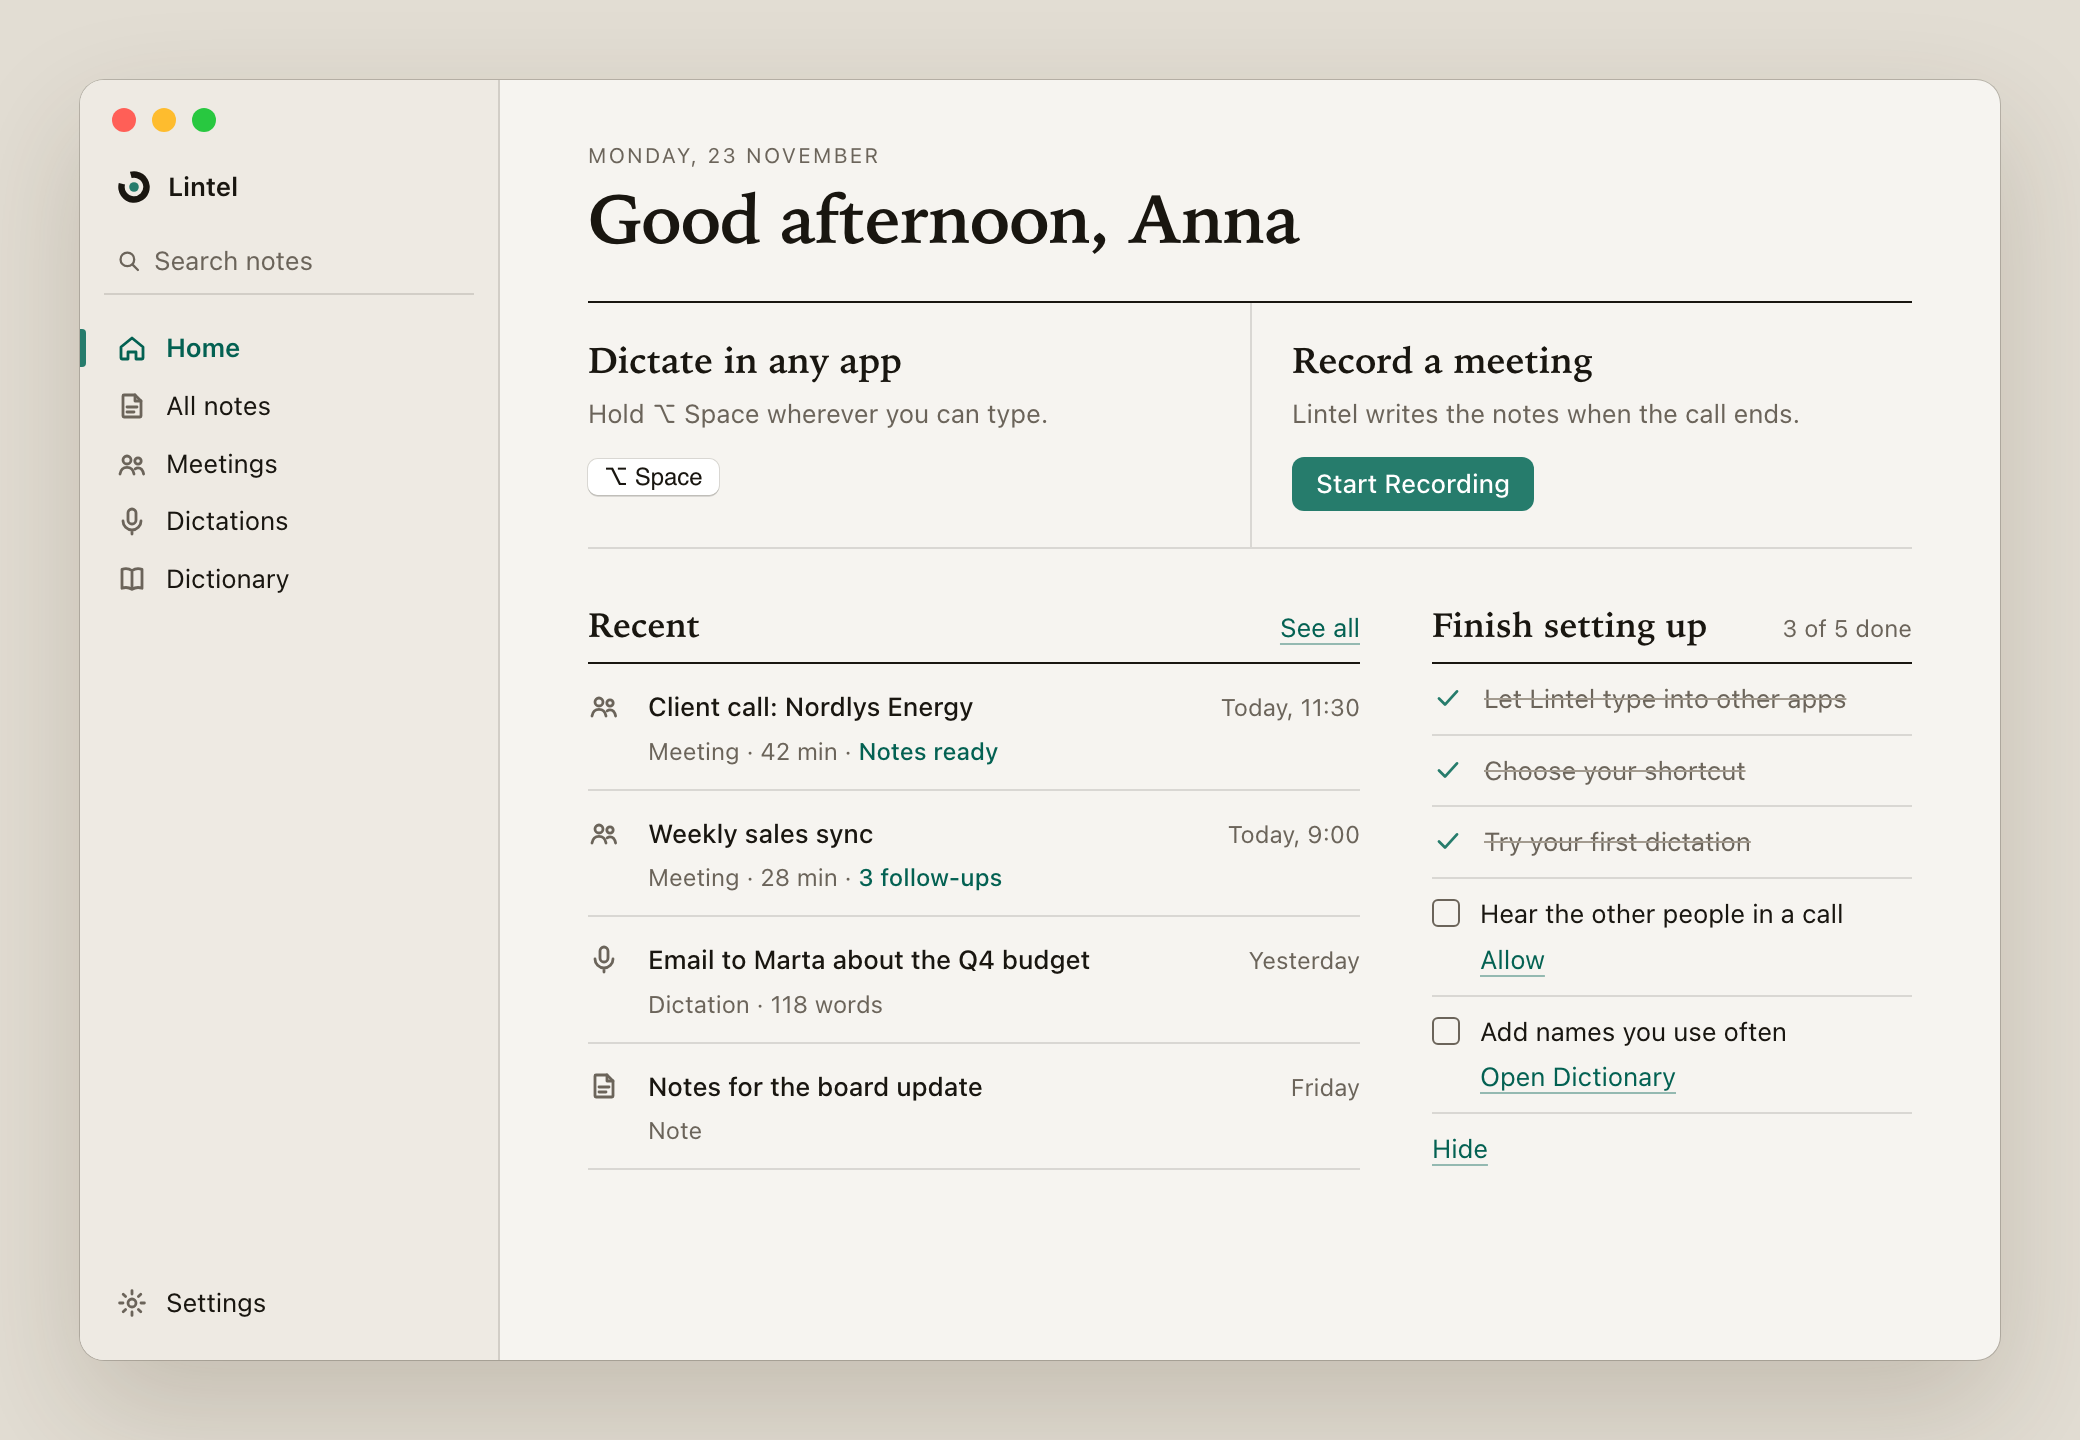 Lintel
Search notes
Home
All notes
Meetings
Dictations
Dictionary
Settings
MONDAY, 23 NOVEMBER
Good afternoon, Anna
Dictate in any app
Hold ⌥ Space wherever you can type.
⌥ Space
Record a meeting
Lintel writes the notes when the call ends.
Start Recording
Recent
See all
Client call: Nordlys Energy
Today, 11:30
Meeting · 42 min · Notes ready
Weekly sales sync
Today, 9:00
Meeting · 28 min · 3 follow-ups
Email to Marta about the Q4 budget
Yesterday
Dictation · 118 words
Notes for the board update
Friday
Note
Finish setting up
3 of 5 done
Let Lintel type into other apps
Choose your shortcut
Try your first dictation
Hear the other people in a call
Allow
Add names you use often
Open Dictionary
Hide